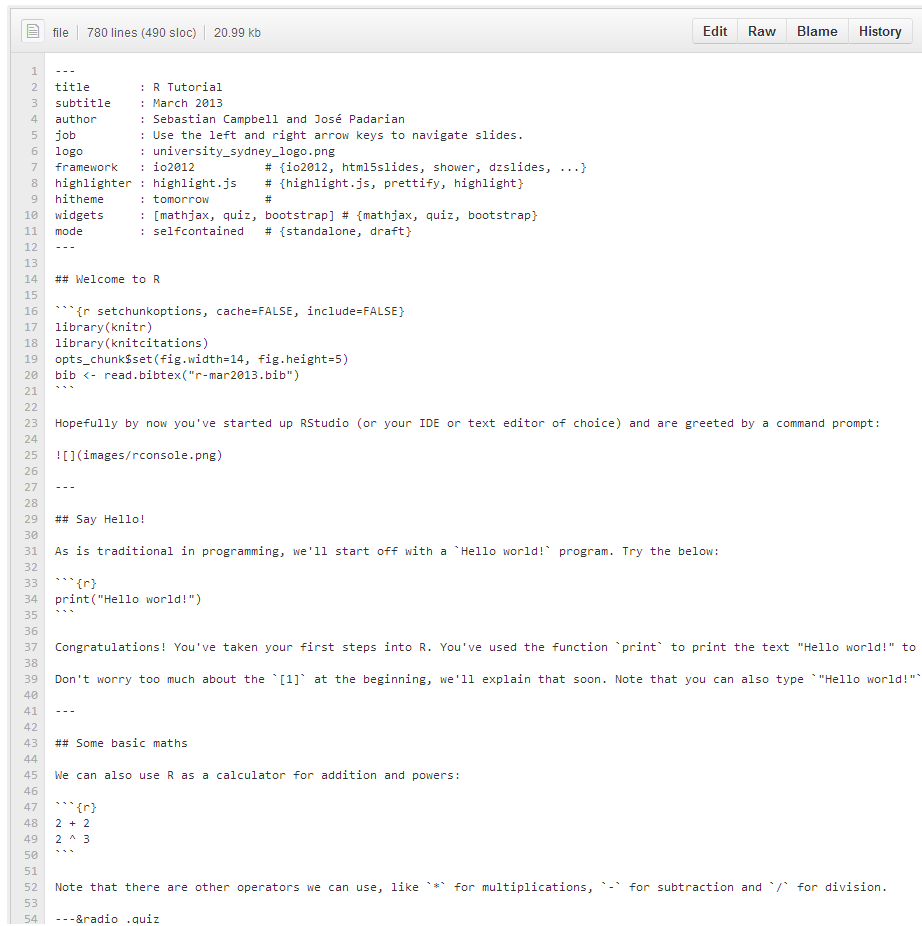 file 780 lines (490 sloc) 20.99 kb Edit Raw Blame History
1 ---
2 title       : R Tutorial
3 subtitle    : March 2013
4 author      : Sebastian Campbell and José Padarian
5 job         : Use the left and right arrow keys to navigate slides.
6 logo        : university_sydney_logo.png
7 framework   : io2012          # {io2012, html5slides, shower, dzslides, ...}
8 highlighter : highlight.js    # {highlight.js, prettify, highlight}
9 hitheme     : tomorrow        #
10 widgets     : [mathjax, quiz, bootstrap] # {mathjax, quiz, bootstrap}
11 mode        : selfcontained   # {standalone, draft}
12 ---
13
14 ## Welcome to R
15
16 ```{r setchunkoptions, cache=FALSE, include=FALSE}
17 library(knitr)
18 library(knitcitations)
19 opts_chunk$set(fig.width=14, fig.height=5)
20 bib <- read.bibtex("r-mar2013.bib")
21 ```
22
23 Hopefully by now you've started up RStudio (or your IDE or text editor of choice) and are greeted by a command prompt:
24
25 ![](images/rconsole.png)
26
27 ---
28
29 ## Say Hello!
30
31 As is traditional in programming, we'll start off with a `Hello world!` program. Try the below:
32
33 ```{r}
34 print("Hello world!")
35 ```
36
37 Congratulations! You've taken your first steps into R. You've used the function `print` to print the text "Hello world!" to
38
39 Don't worry too much about the `[1]` at the beginning, we'll explain that soon. Note that you can also type `"Hello world!"`
40
41 ---
42
43 ## Some basic maths
44
45 We can also use R as a calculator for addition and powers:
46
47 ```{r}
48 2 + 2
49 2 ^ 3
50 ```
51
52 Note that there are other operators we can use, like `*` for multiplications, `-` for subtraction and `/` for division.
53
54 ---&radio .quiz